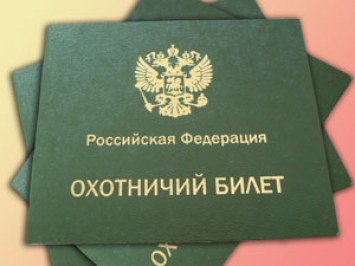 Российская Федерация
ОХОТНИЧИЙ БИЛЕТ